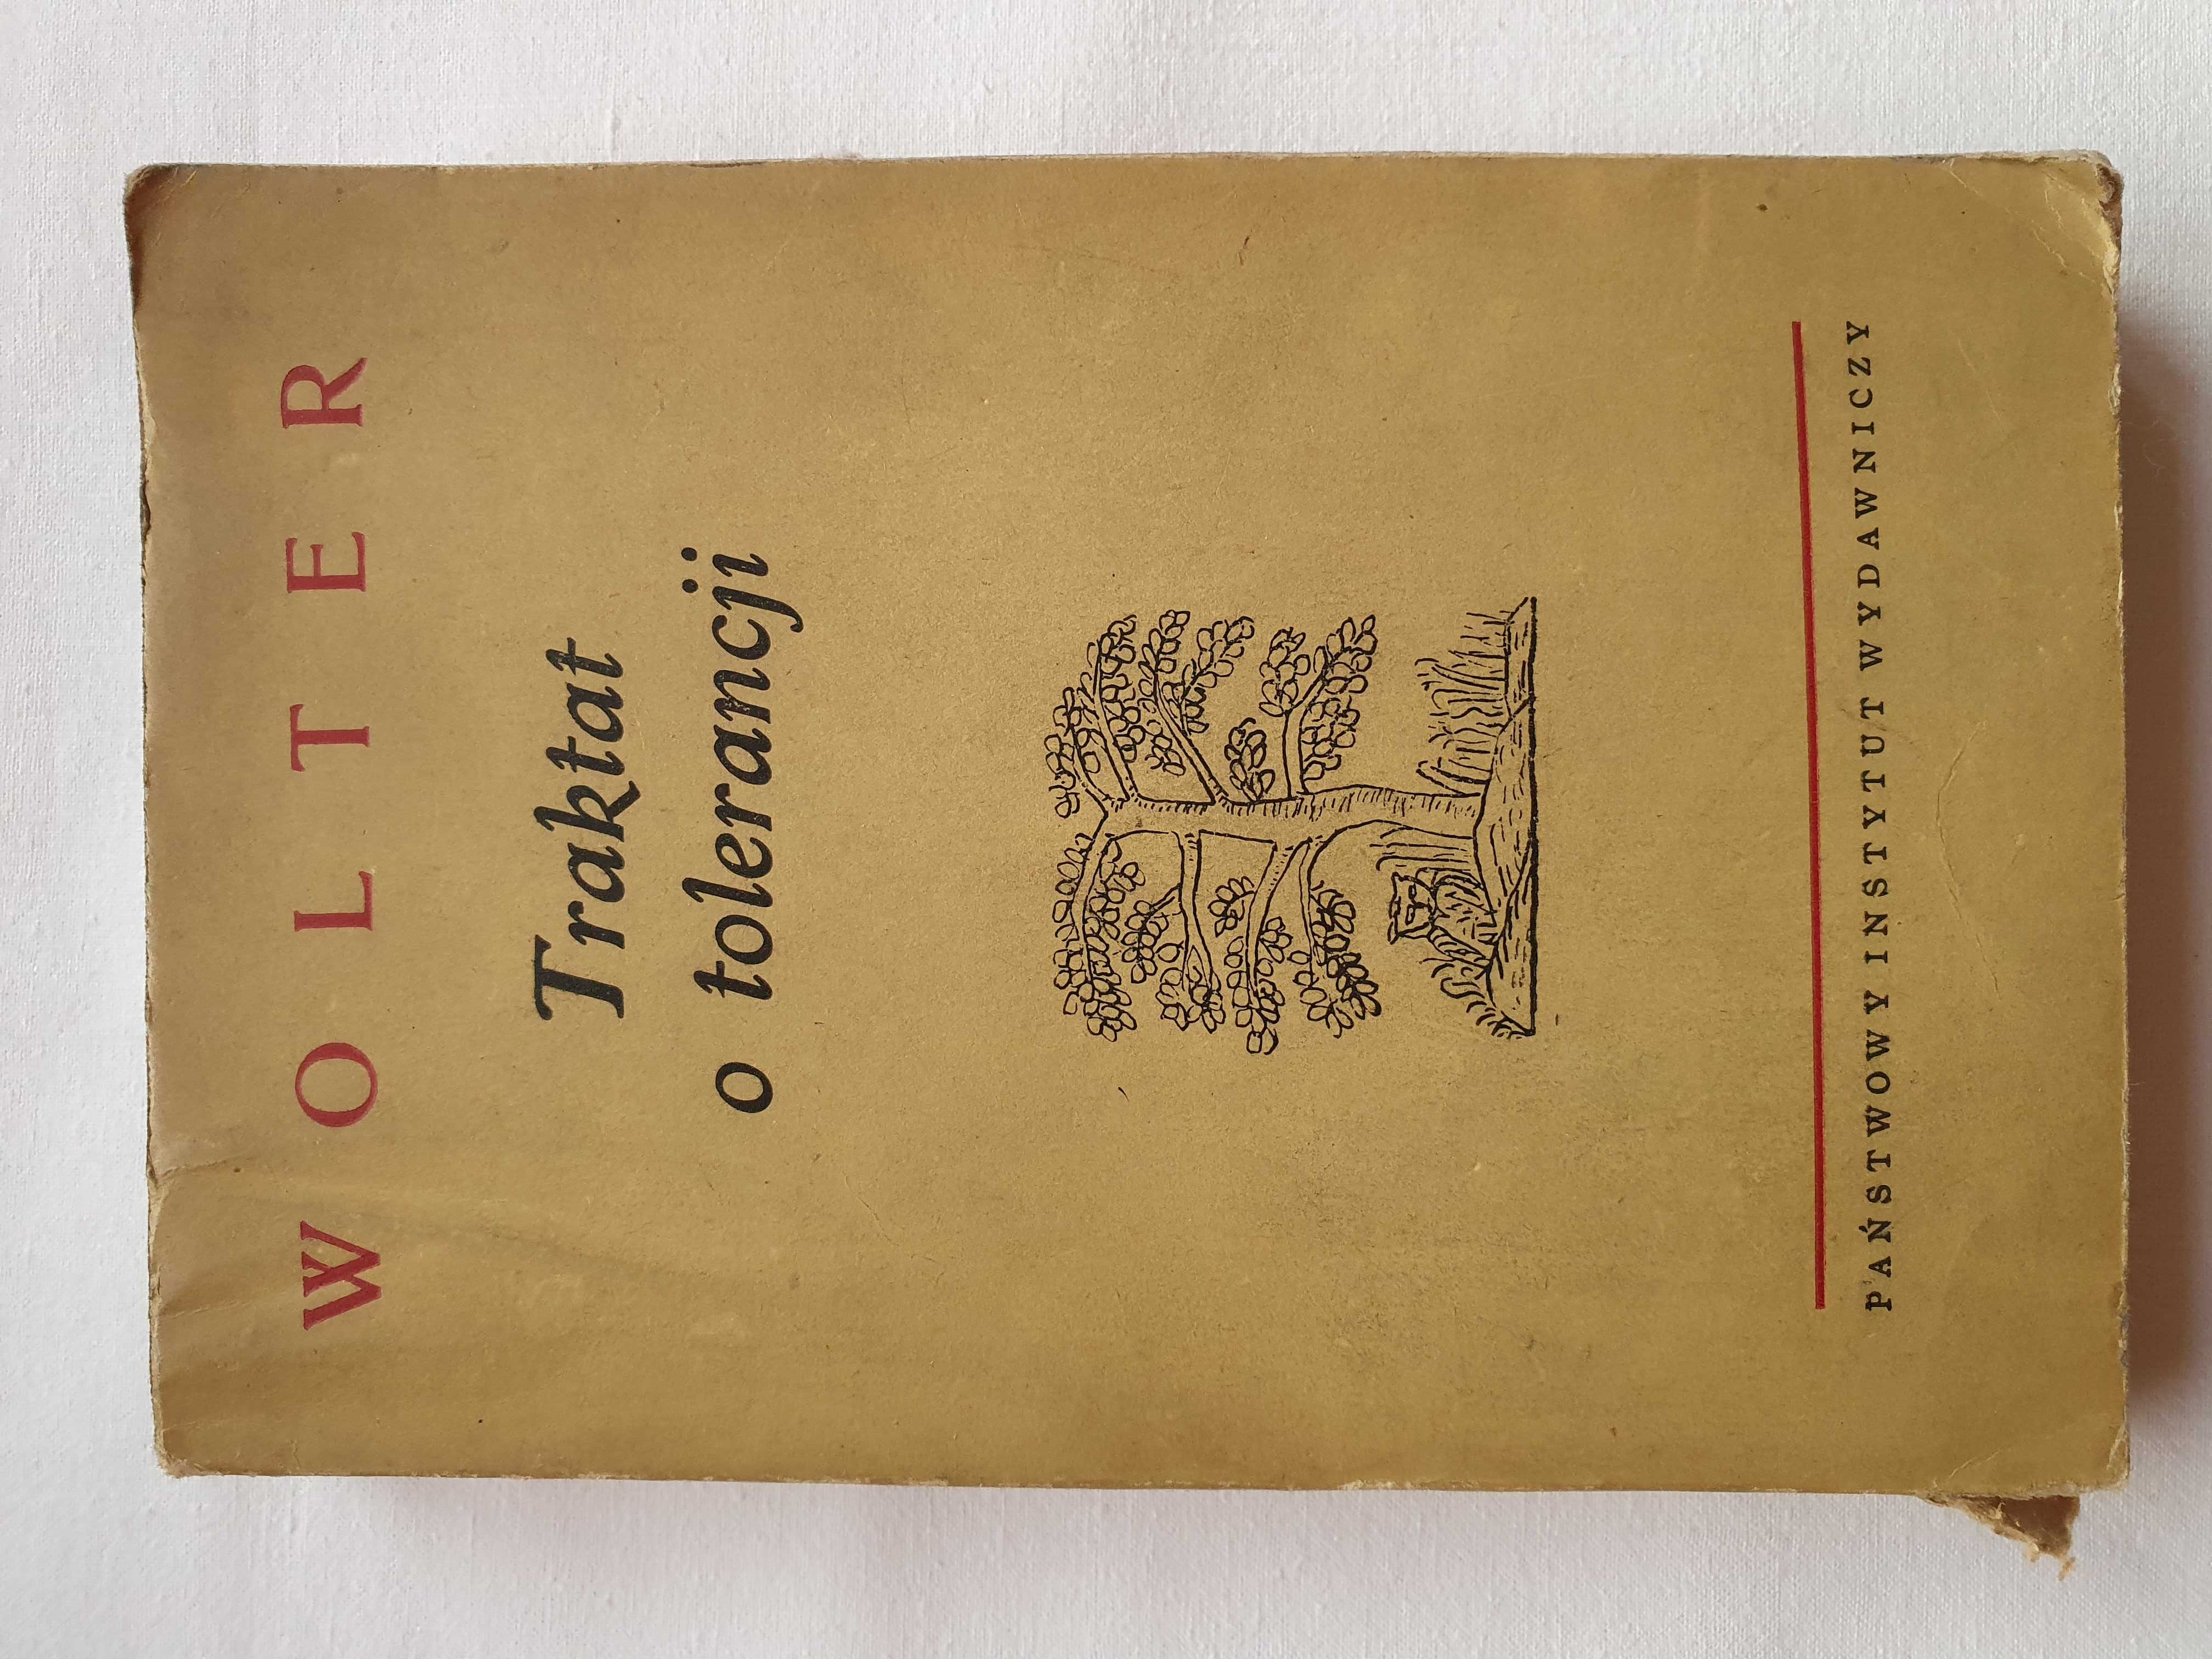 WOLTER
Traktat
o tolerancji
PAŃSTWOWY INSTYTUT WYDAWNICZY